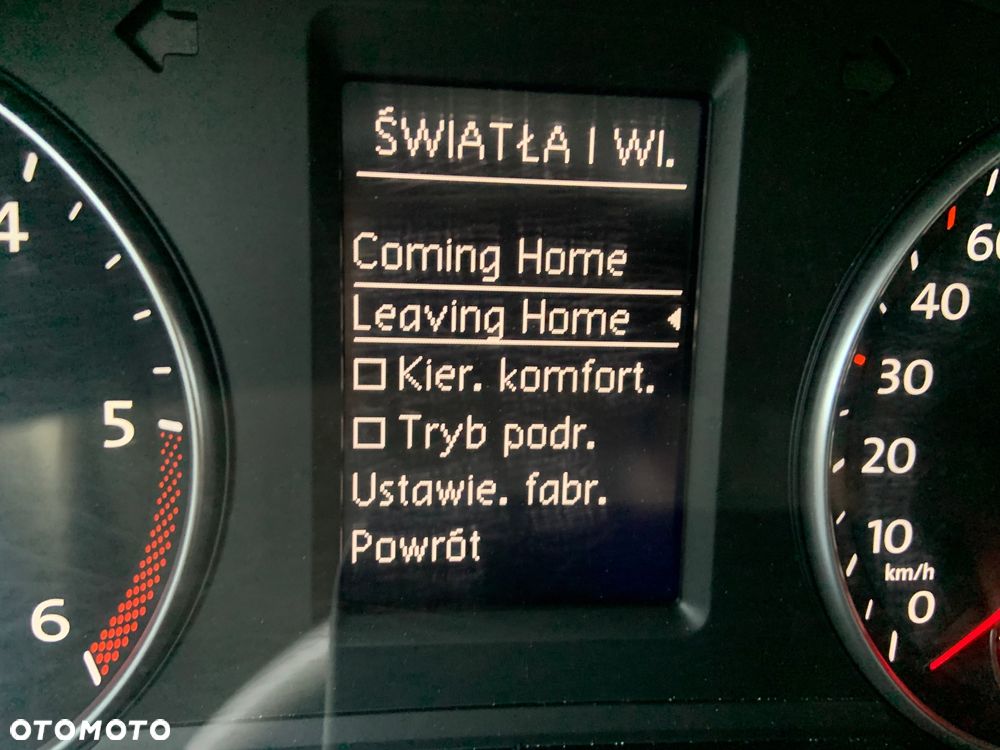 ŚWIATŁA I WI.
Coming Home
Leaving Home
Kier. komfort.
Tryb podr.
Ustawie. fabr.
Powrót
4
5
6
60
40
30
20
10
km/h
0
OTOMOTO